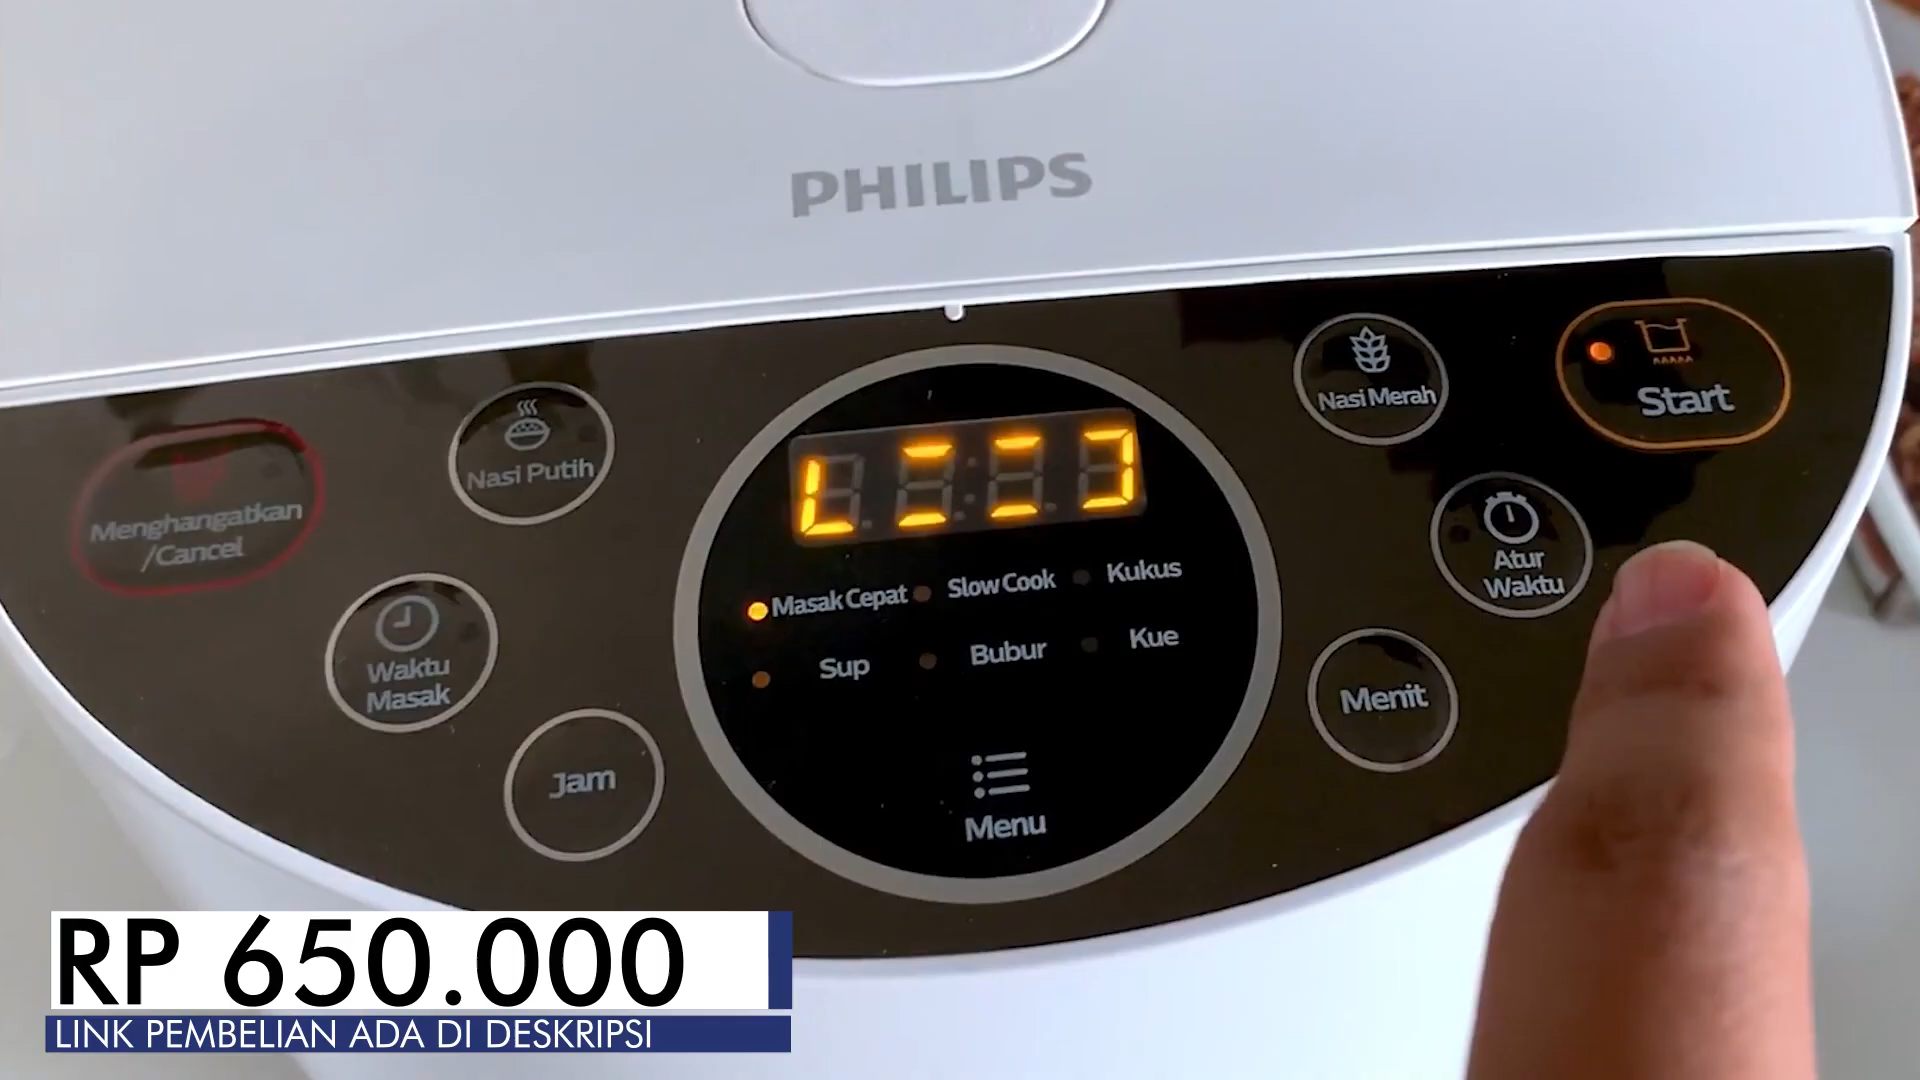 PHILIPS
Menghangatkan
/Cancel
Nasi Putih
Waktu
Masak
Jam
Masak Cepat
Slow Cook
Kukus
Sup
Bubur
Kue
Menu
Nasi Merah
Start
Atur
Waktu
Menit
RP 650.000
LINK PEMBELIAN ADA DI DESKRIPSI